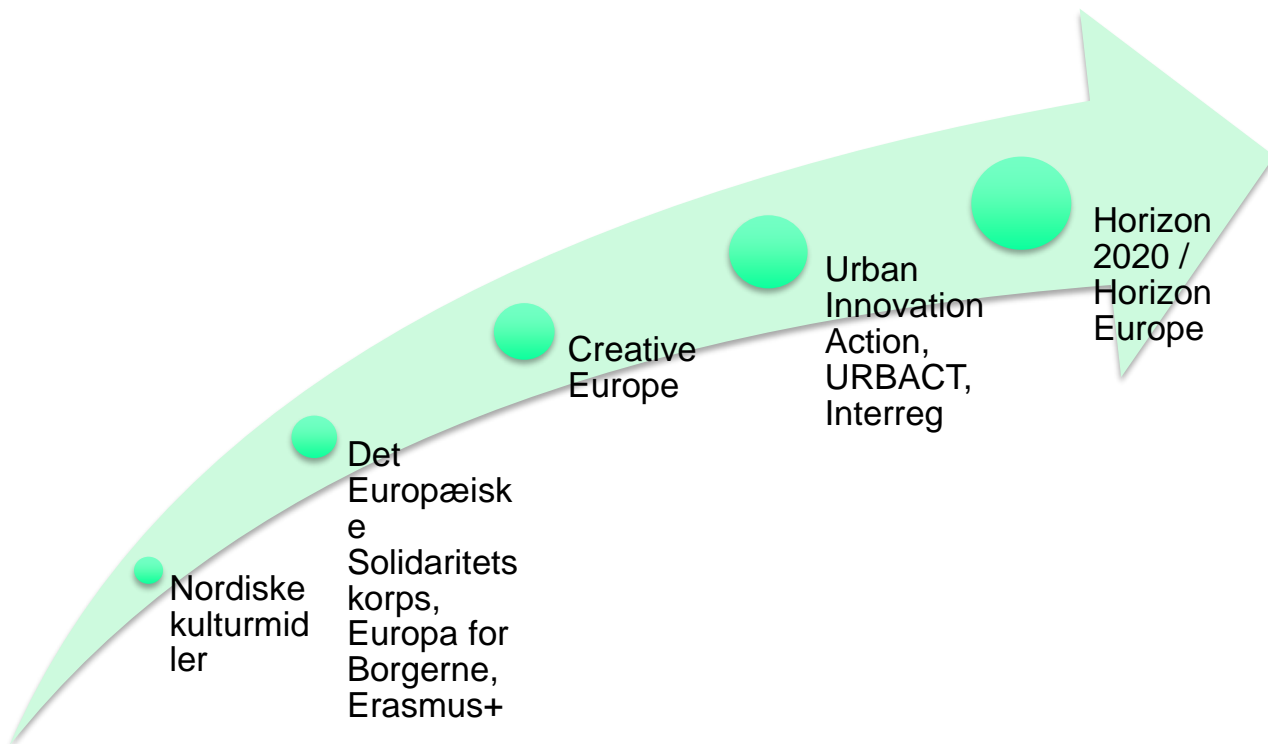 Nordiske
kulturmid
ler
Det
Europæisk
e
Solidaritets
korps,
Europa for
Borgerne,
Erasmus+
Creative
Europe
Urban
Innovation
Action,
URBACT,
Interreg
Horizon
2020 /
Horizon
Europe